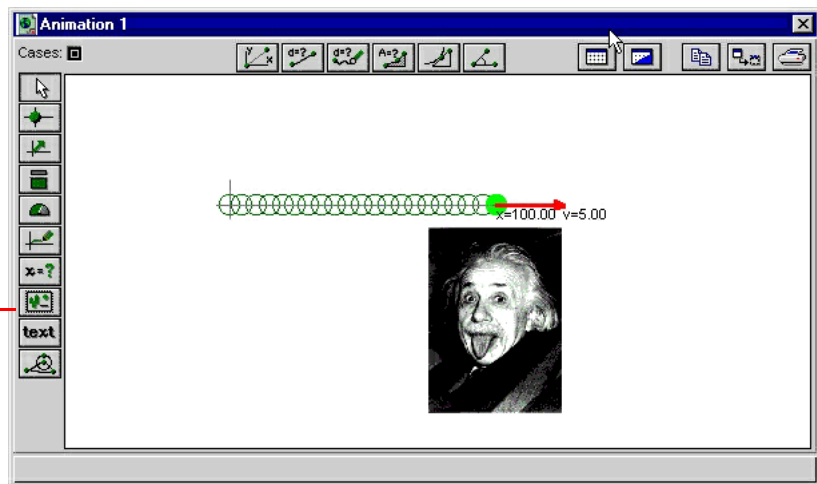 Animation 1
Cases:
y x
d=?
d=?
A=?
x=100.00 v=5.00
x=?
text